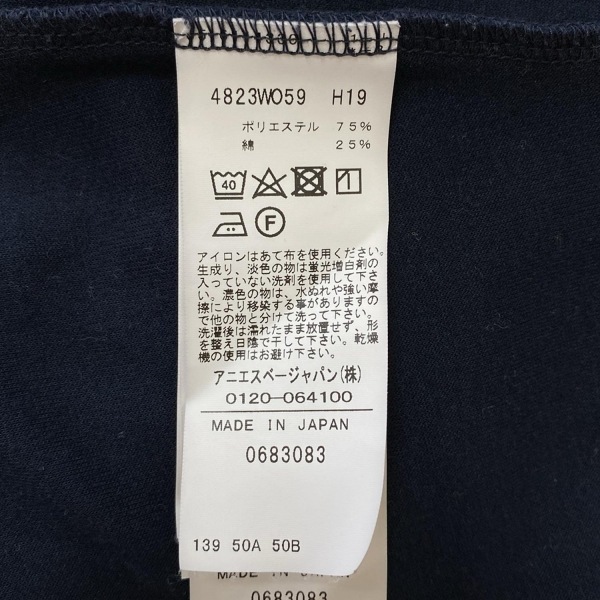 4823W059 H19
ポリエステル 75%
綿 25%
40
F
アイロンはあて布を使用ください。
生成り、淡色の物は蛍光増白剤の
入っていない洗剤を使用して下さ
い。濃色の物は、水ぬれや強い摩
擦により移染する事がありますの
で他の物と分けて洗って下さい。
洗濯後は濡れたまま放置せず、形
を整え日陰で干して下さい。乾燥
機の使用はお避け下さい。
アニエスベージャパン(株)
0120-064100
MADE IN JAPAN
0683083
139 50A 50B
MADE IN JAPAN
0683083